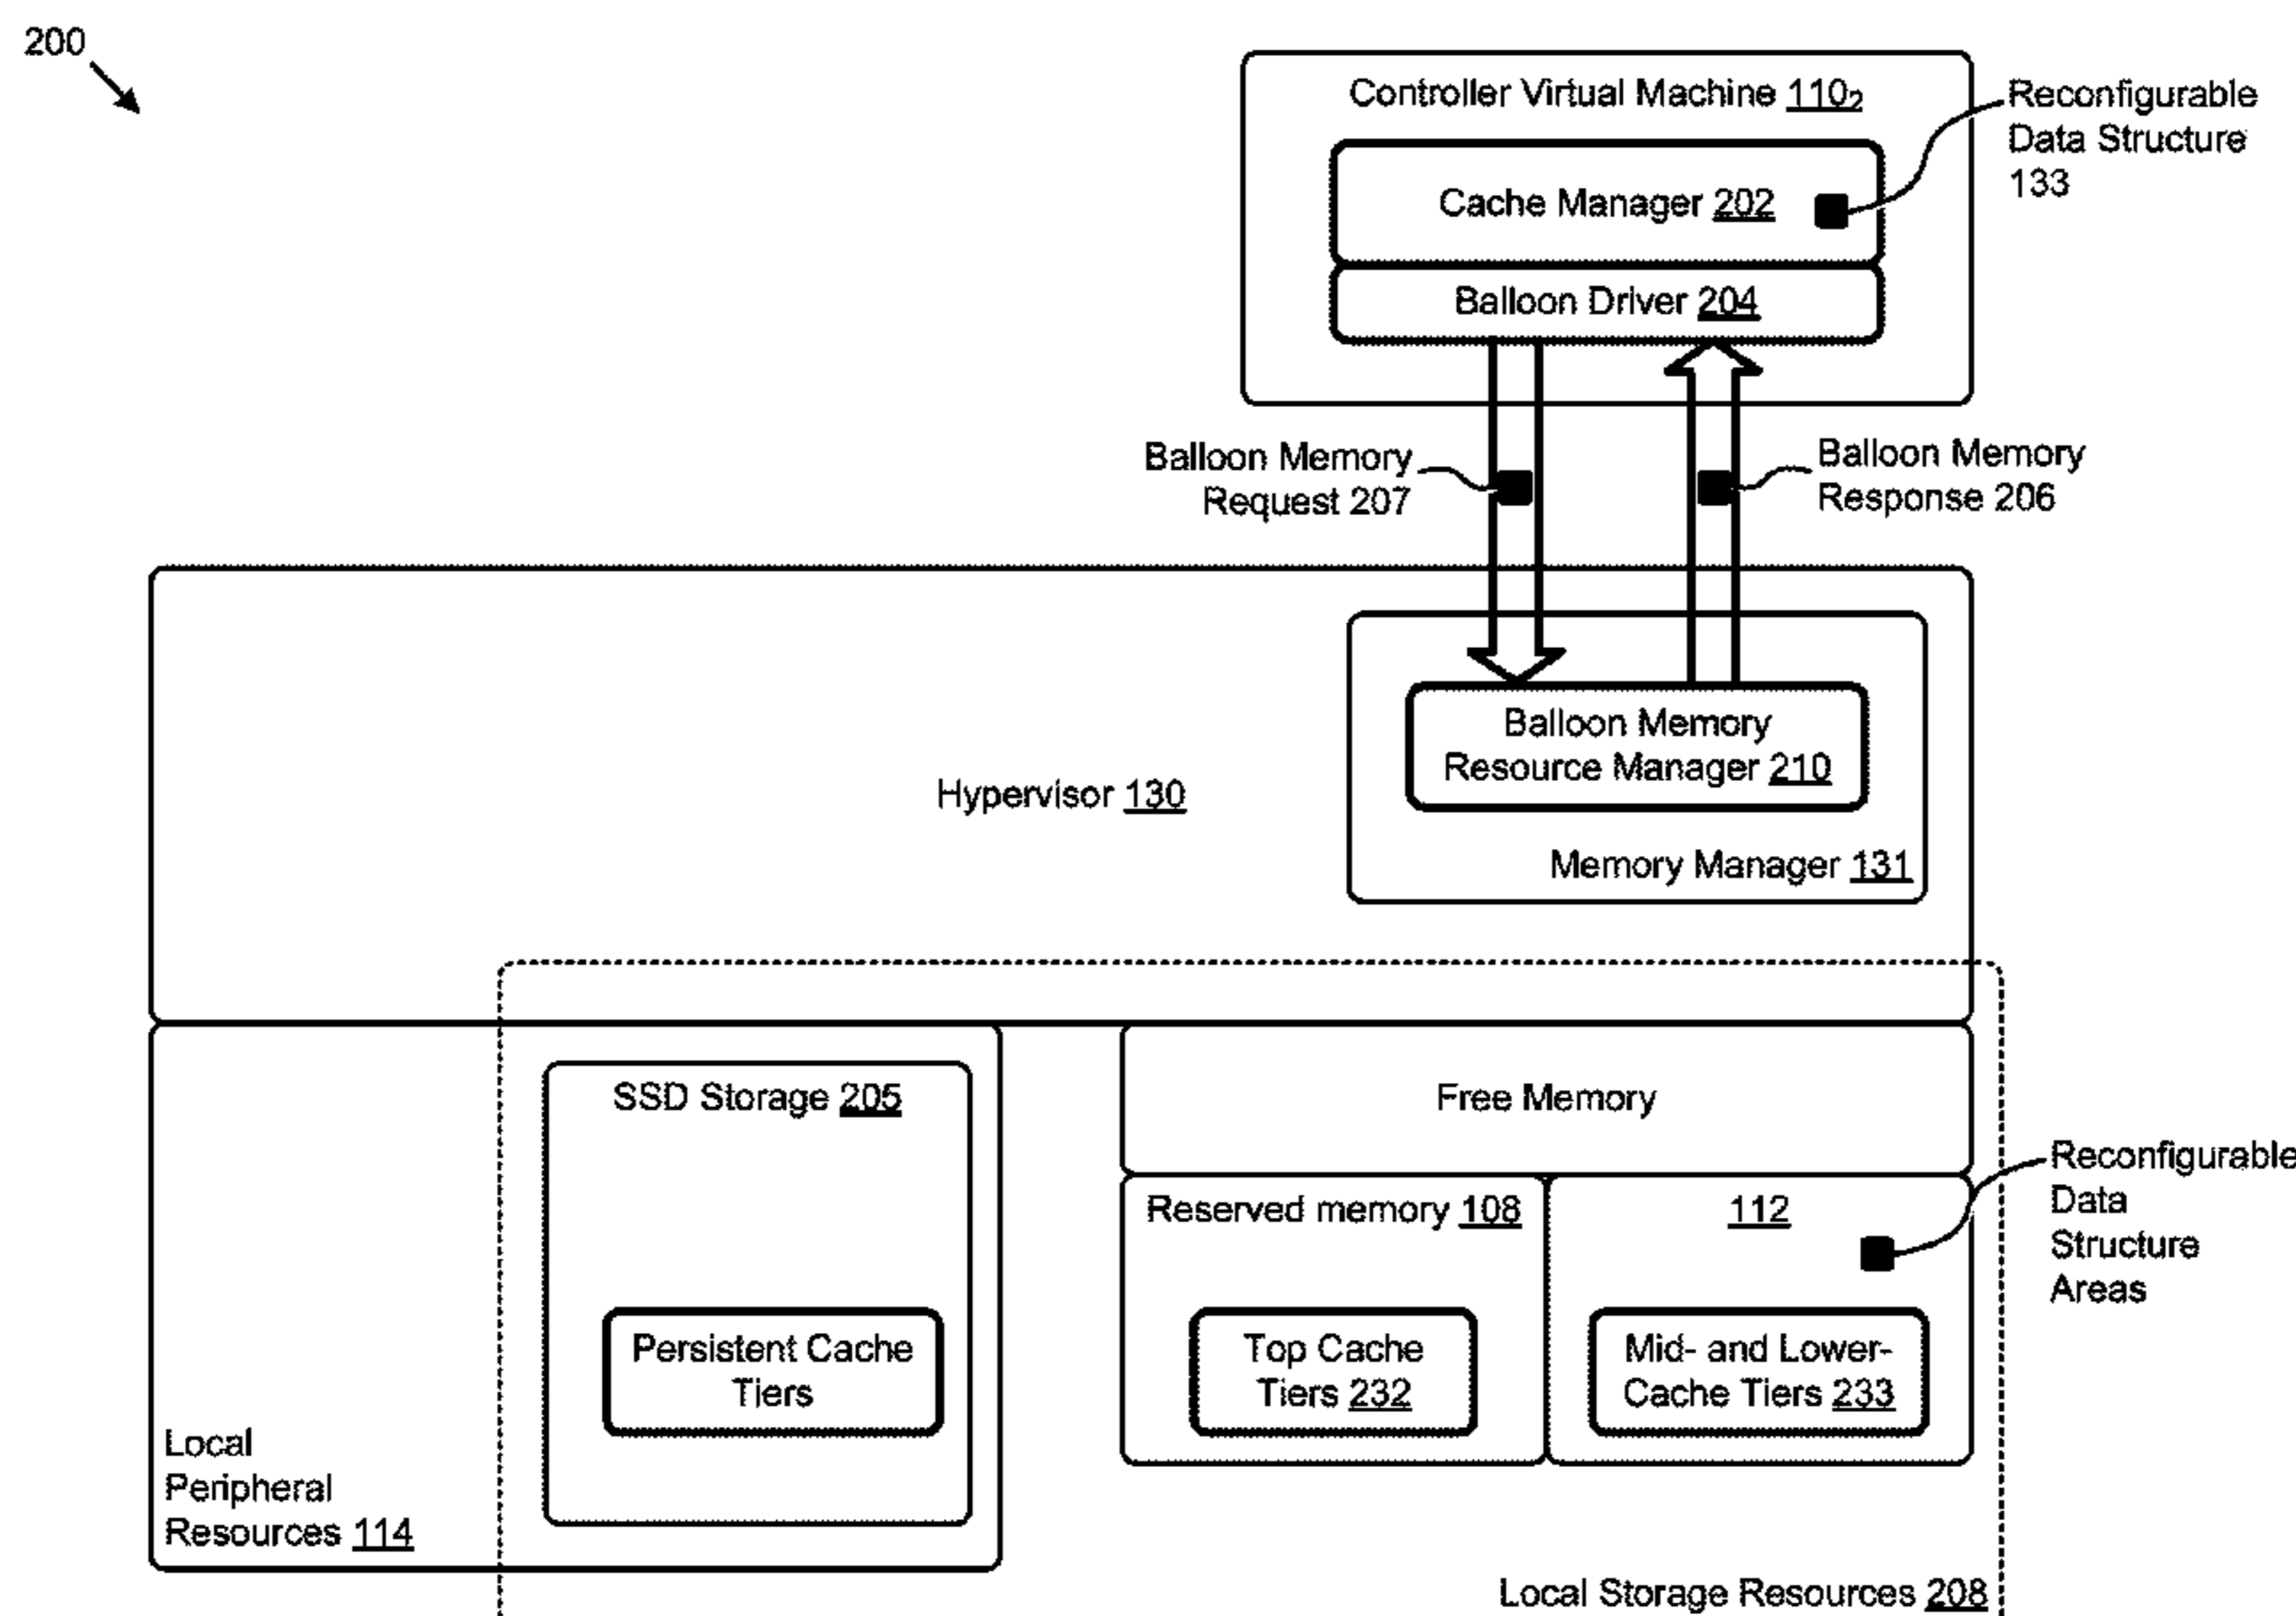 200
Controller Virtual Machine 110₂
Reconfigurable
Data Structure
133
Cache Manager 202
Balloon Driver 204
Balloon Memory
Request 207
Balloon Memory
Response 206
Balloon Memory
Resource Manager 210
Hypervisor 130
Memory Manager 131
SSD Storage 205
Free Memory
Reconfigurable
Data
Structure
Areas
Reserved memory 108
112
Persistent Cache
Tiers
Top Cache
Tiers 232
Mid- and Lower-
Cache Tiers 233
Local
Peripheral
Resources 114
Local Storage Resources 208